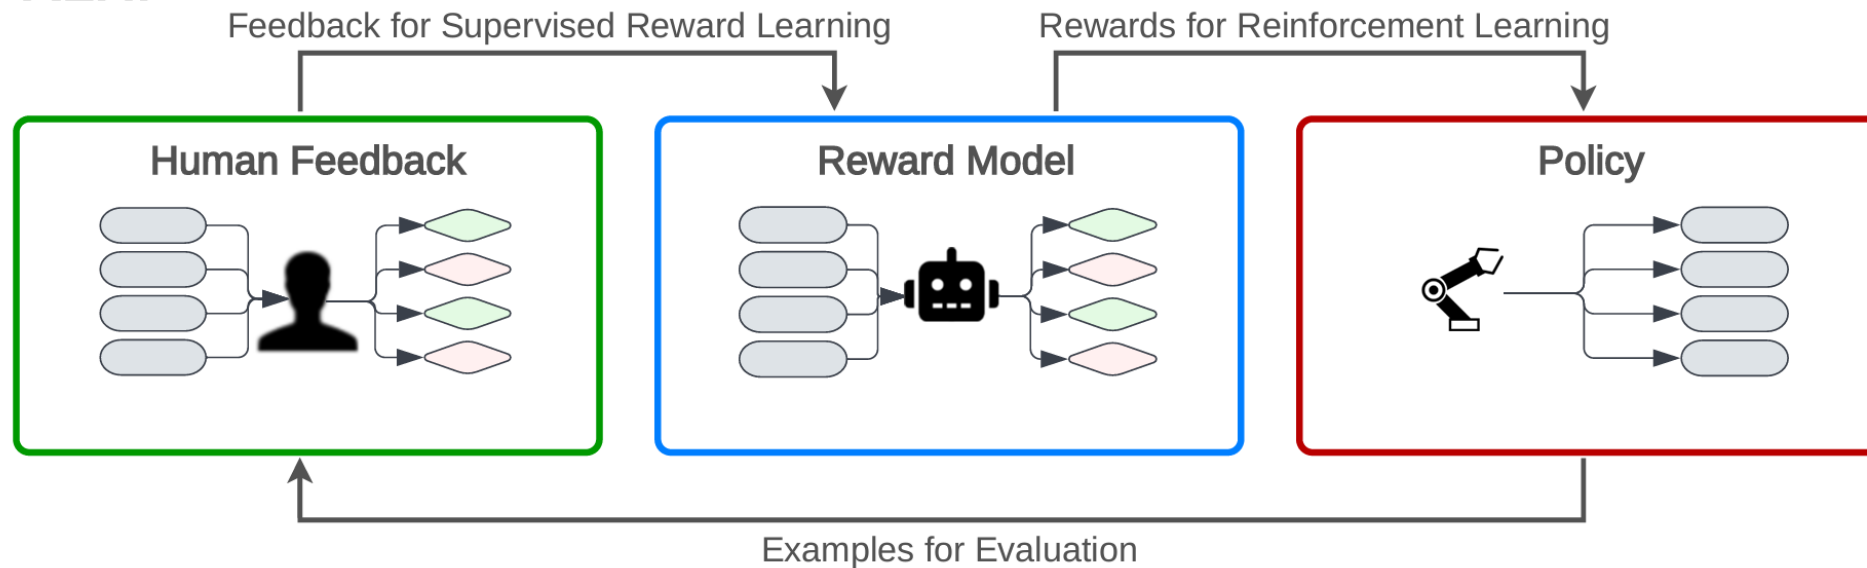 Feedback for Supervised Reward Learning
Rewards for Reinforcement Learning
Human Feedback
Reward Model
Policy
Examples for Evaluation